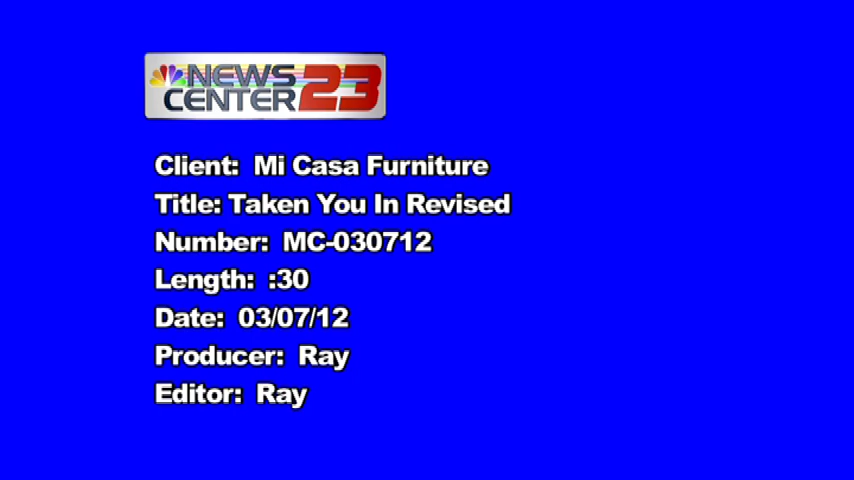 NEWS
CENTER 23
Client: Mi Casa Furniture
Title: Taken You In Revised
Number: MC-030712
Length: :30
Date: 03/07/12
Producer: Ray
Editor: Ray